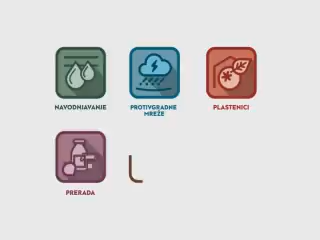 NAVODNJAVANJE
PROTIVGRADNE
MREŽE
PLASTENICI
PRERADA